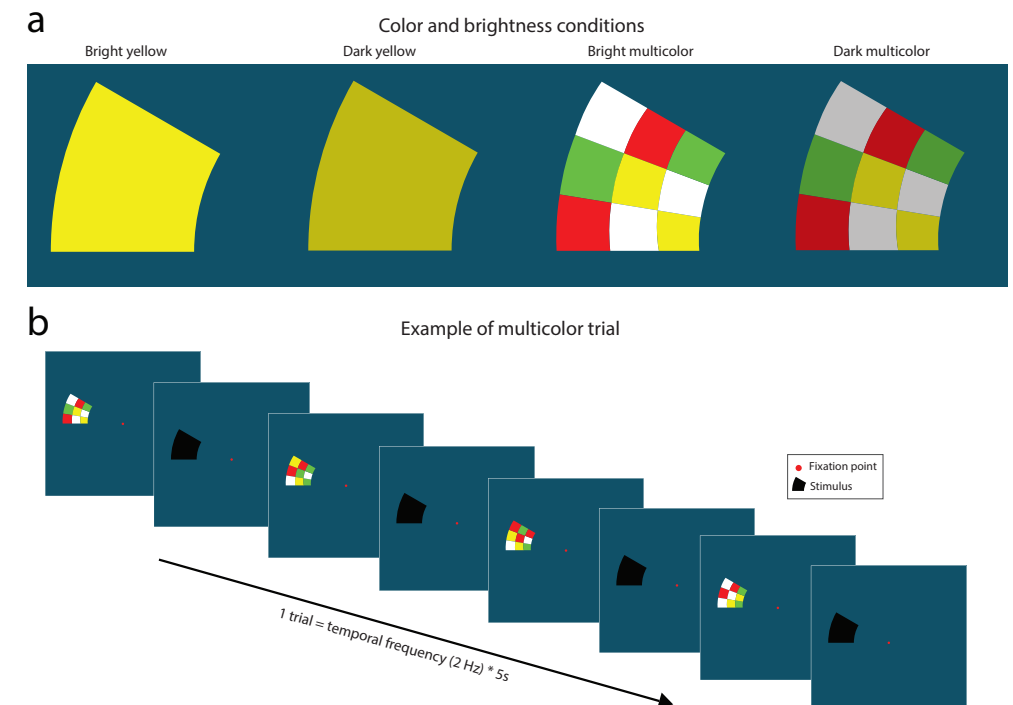 a
Color and brightness conditions
Bright yellow
Dark yellow
Bright multicolor
Dark multicolor
b
Example of multicolor trial
Fixation point
Stimulus
1 trial = temporal frequency (2 Hz) * 5s